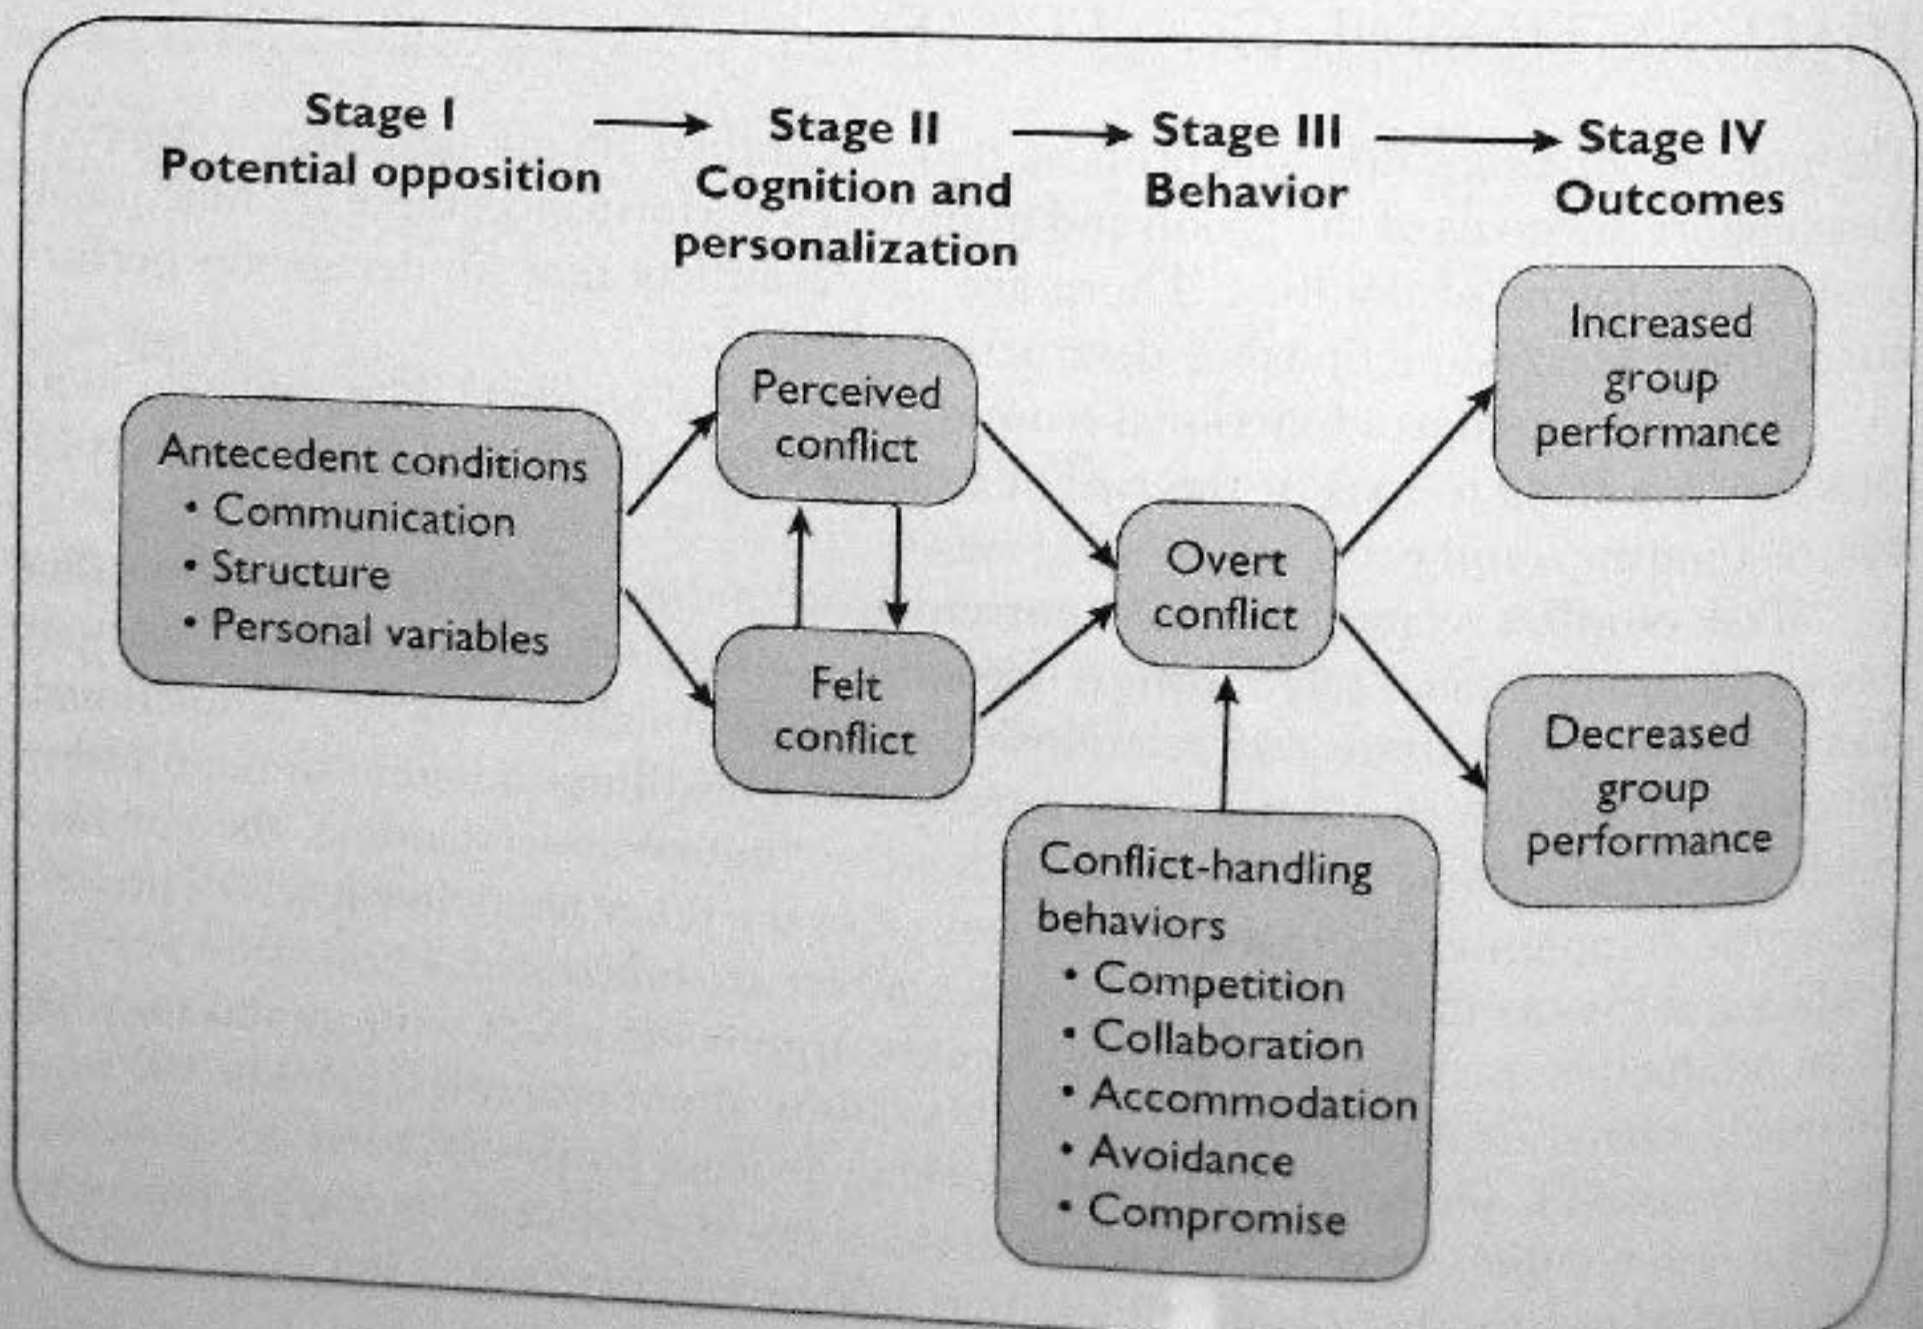 Stage I
Potential opposition
Stage II
Cognition and
personalization
Stage III
Behavior
Stage IV
Outcomes
Antecedent conditions
• Communication
• Structure
• Personal variables
Perceived
conflict
Felt
conflict
Overt
conflict
Conflict-handling
behaviors
• Competition
• Collaboration
• Accommodation
• Avoidance
• Compromise
Increased
group
performance
Decreased
group
performance